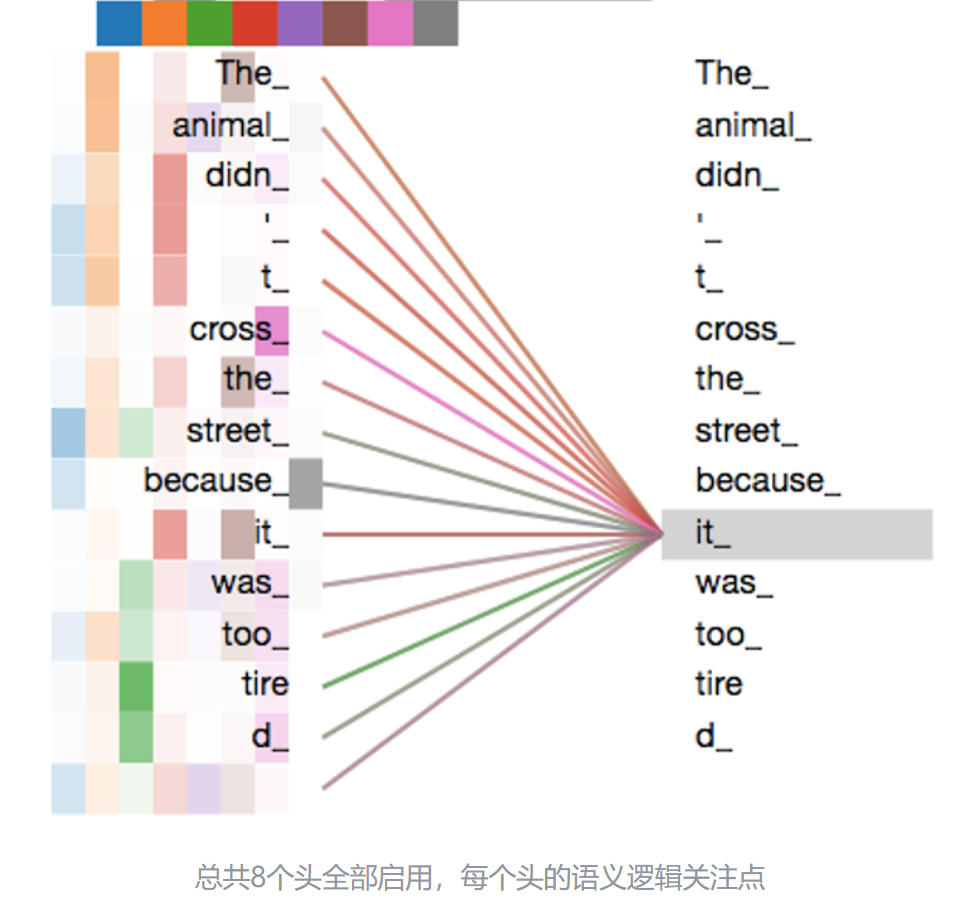 The_ The_
animal_ animal_
didn_ didn_
'_ '_
t_ t_
cross_ cross_
the_ the_
street_ street_
because_ because_
it_ it_
was_ was_
too_ too_
tire tire
d_ d_
总共8个头全部启用，每个头的语义逻辑关注点